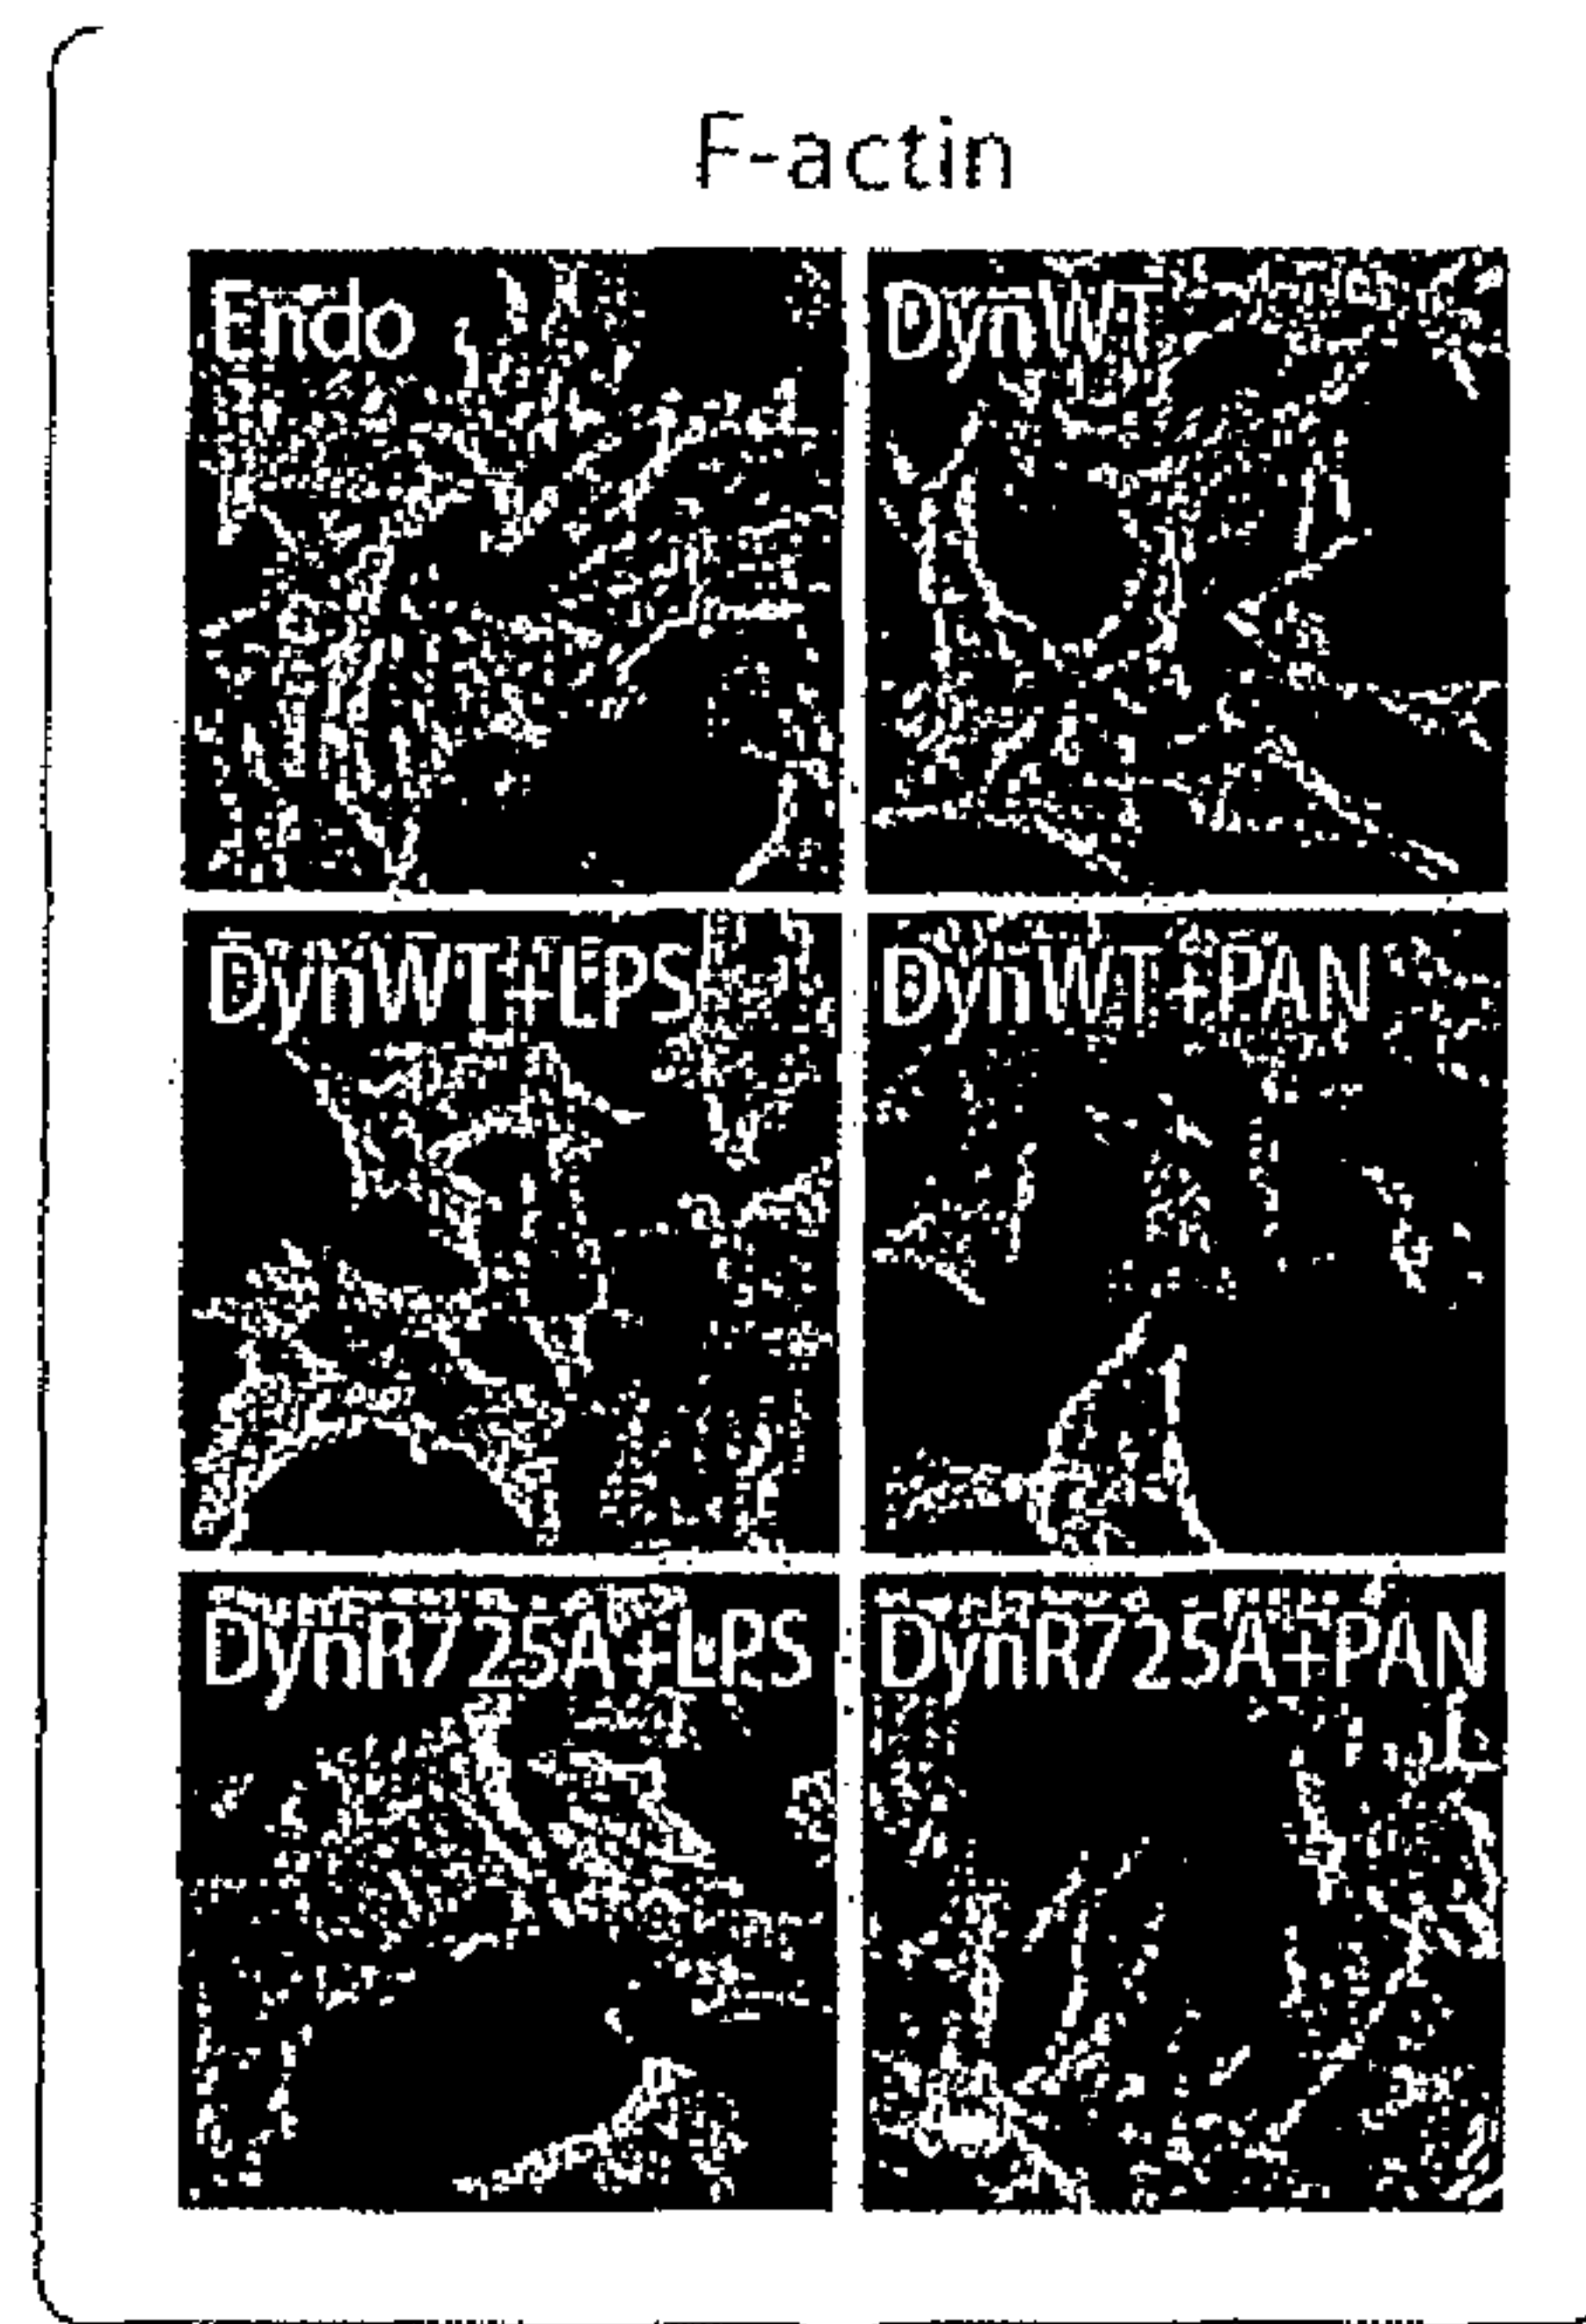 F-actin
Endo
DynWT
DynWT+LPS
DynWT+PAN
DynR725A+LPS
DynR725A+PAN